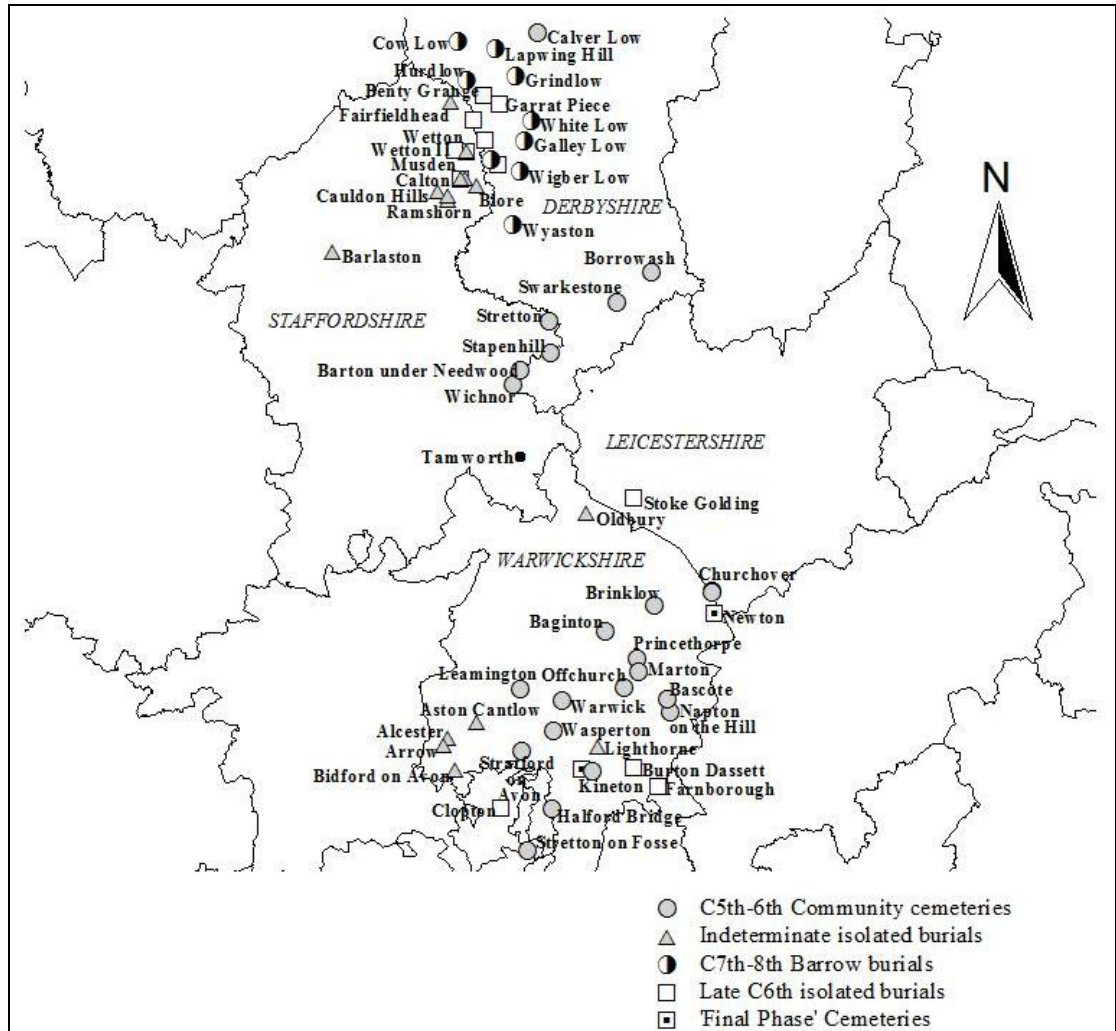 Calver Low
Cow Low
Lapwing Hill
Hurdlow
Grindlow
Benty Grange
Garrat Piece
Fairfieldhead
White Low
Wetton
Galley Low
Wetton II
Musden
Wigber Low
Calton
Blore
Cauldon Hills
Ramshorn
DERBYSHIRE
Wyaston
Barlaston
Borrowash
Swarkestone
STAFFORDSHIRE
Stretton
Stapenhill
Barton under Needwood
Wichnor
LEICESTERSHIRE
Tamworth
Stoke Golding
Oldbury
WARWICKSHIRE
Churchover
Brinklow
Newton
Baginton
Princethorpe
Marton
Leamington
Offchurch
Bascote
Warwick
Napton
on the Hill
Aston Cantlow
Alcester
Wasperton
Arrow
Lighthorne
Stratford
on
Avon
Bidford on Avon
Burton Dassett
Kineton
Farnborough
Clopton
Halford Bridge
Stretton on Fosse
N
C5th-6th Community cemeteries
Indeterminate isolated burials
C7th-8th Barrow burials
Late C6th isolated burials
'Final Phase' Cemeteries